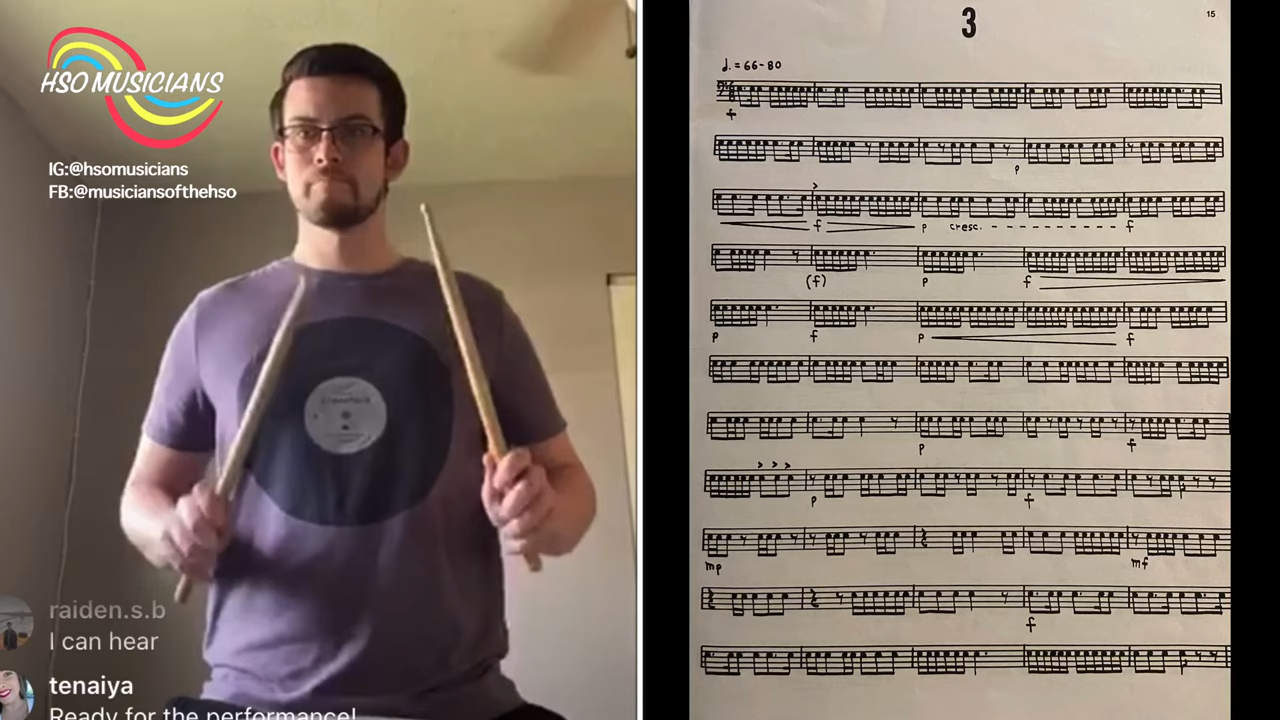 HSO MUSICIANS
IG:@hsomusicians
FB:@musiciansofthehso
raiden.s.b
I can hear
tenaiya
Ready for the performance!
3
15
♩. = 66-80
f
p
f p cresc. f
(f) p f
p f p f
p f
p f
mp mf
f